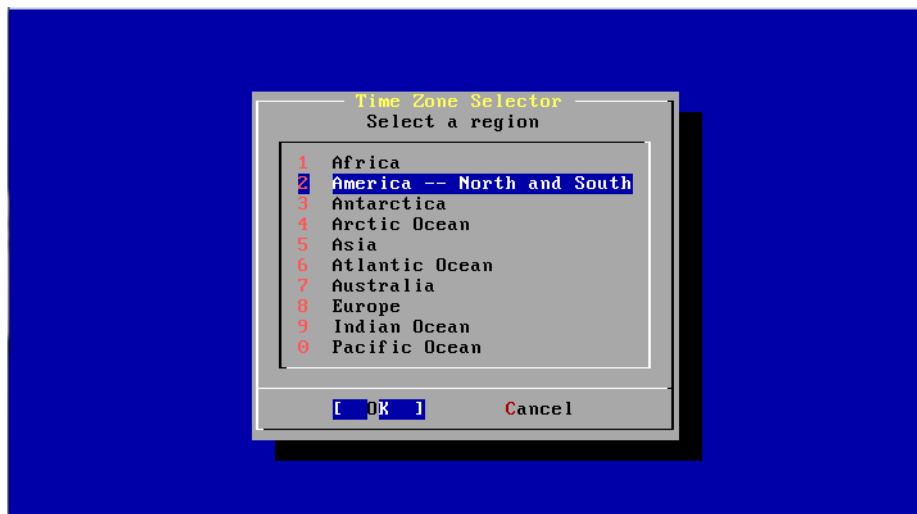 Time Zone Selector
Select a region
1 Africa
2 America -- North and South
3 Antarctica
4 Arctic Ocean
5 Asia
6 Atlantic Ocean
7 Australia
8 Europe
9 Indian Ocean
0 Pacific Ocean
[ OK ] Cancel